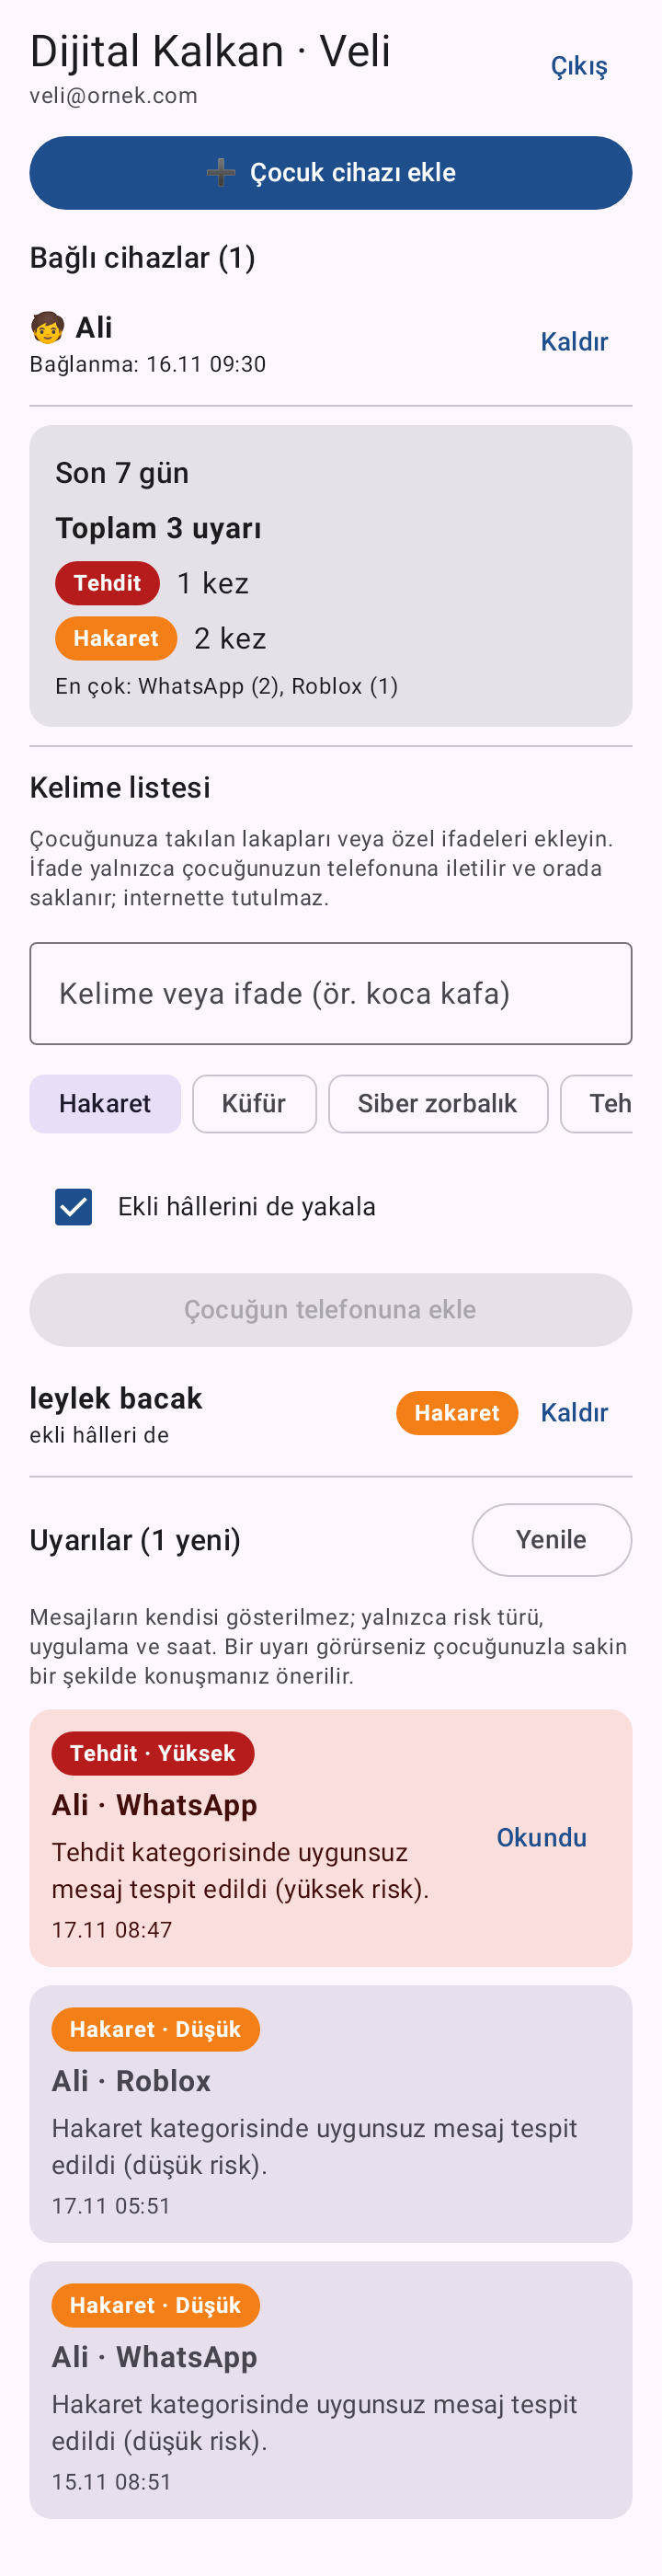 Dijital Kalkan · Veli
Çıkış
veli@ornek.com
Çocuk cihazı ekle
Bağlı cihazlar (1)
Ali
Kaldır
Bağlanma: 16.11 09:30
Son 7 gün
Toplam 3 uyarı
Tehdit 1 kez
Hakaret 2 kez
En çok: WhatsApp (2), Roblox (1)
Kelime listesi
Çocuğunuza takılan lakapları veya özel ifadeleri ekleyin.
İfade yalnızca çocuğunuzun telefonuna iletilir ve orada
saklanır; internette tutulmaz.
Kelime veya ifade (ör. koca kafa)
Hakaret Küfür Siber zorbalık Teh
Ekli hâllerini de yakala
Çocuğun telefonuna ekle
leylek bacak
Hakaret Kaldır
ekli hâlleri de
Uyarılar (1 yeni)
Yenile
Mesajların kendisi gösterilmez; yalnızca risk türü,
uygulama ve saat. Bir uyarı görürseniz çocuğunuzla sakin
bir şekilde konuşmanız önerilir.
Tehdit · Yüksek
Ali · WhatsApp
Okundu
Tehdit kategorisinde uygunsuz
mesaj tespit edildi (yüksek risk).
17.11 08:47
Hakaret · Düşük
Ali · Roblox
Hakaret kategorisinde uygunsuz mesaj tespit
edildi (düşük risk).
17.11 05:51
Hakaret · Düşük
Ali · WhatsApp
Hakaret kategorisinde uygunsuz mesaj tespit
edildi (düşük risk).
15.11 08:51